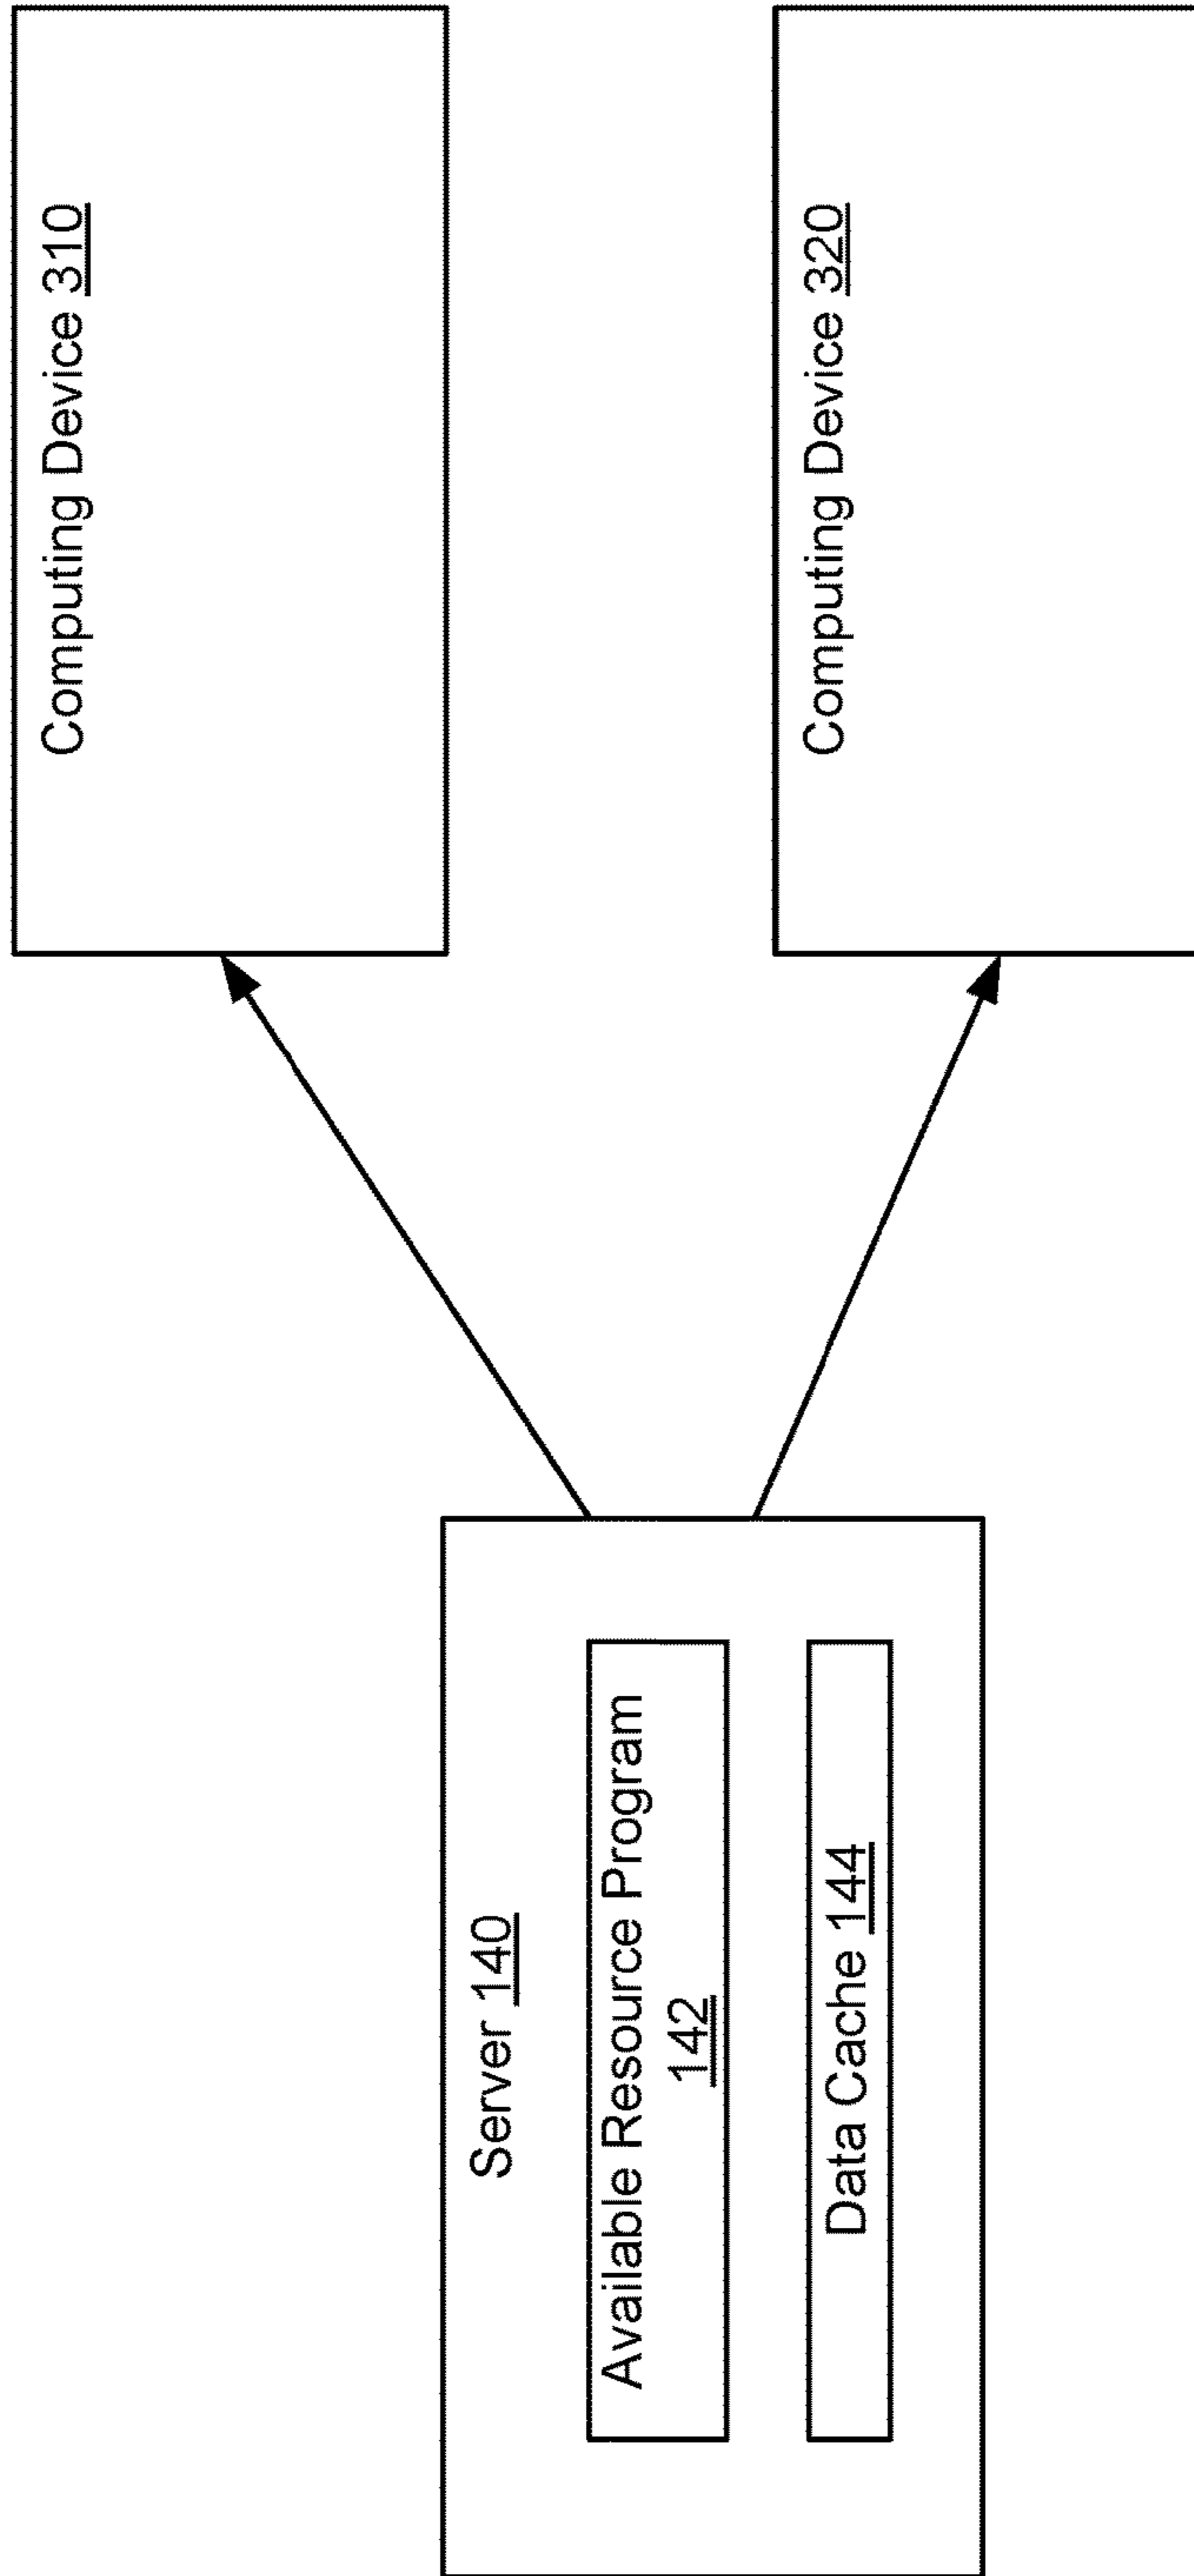 Server 140
Available Resource Program
142
Data Cache 144
Computing Device 310
Computing Device 320